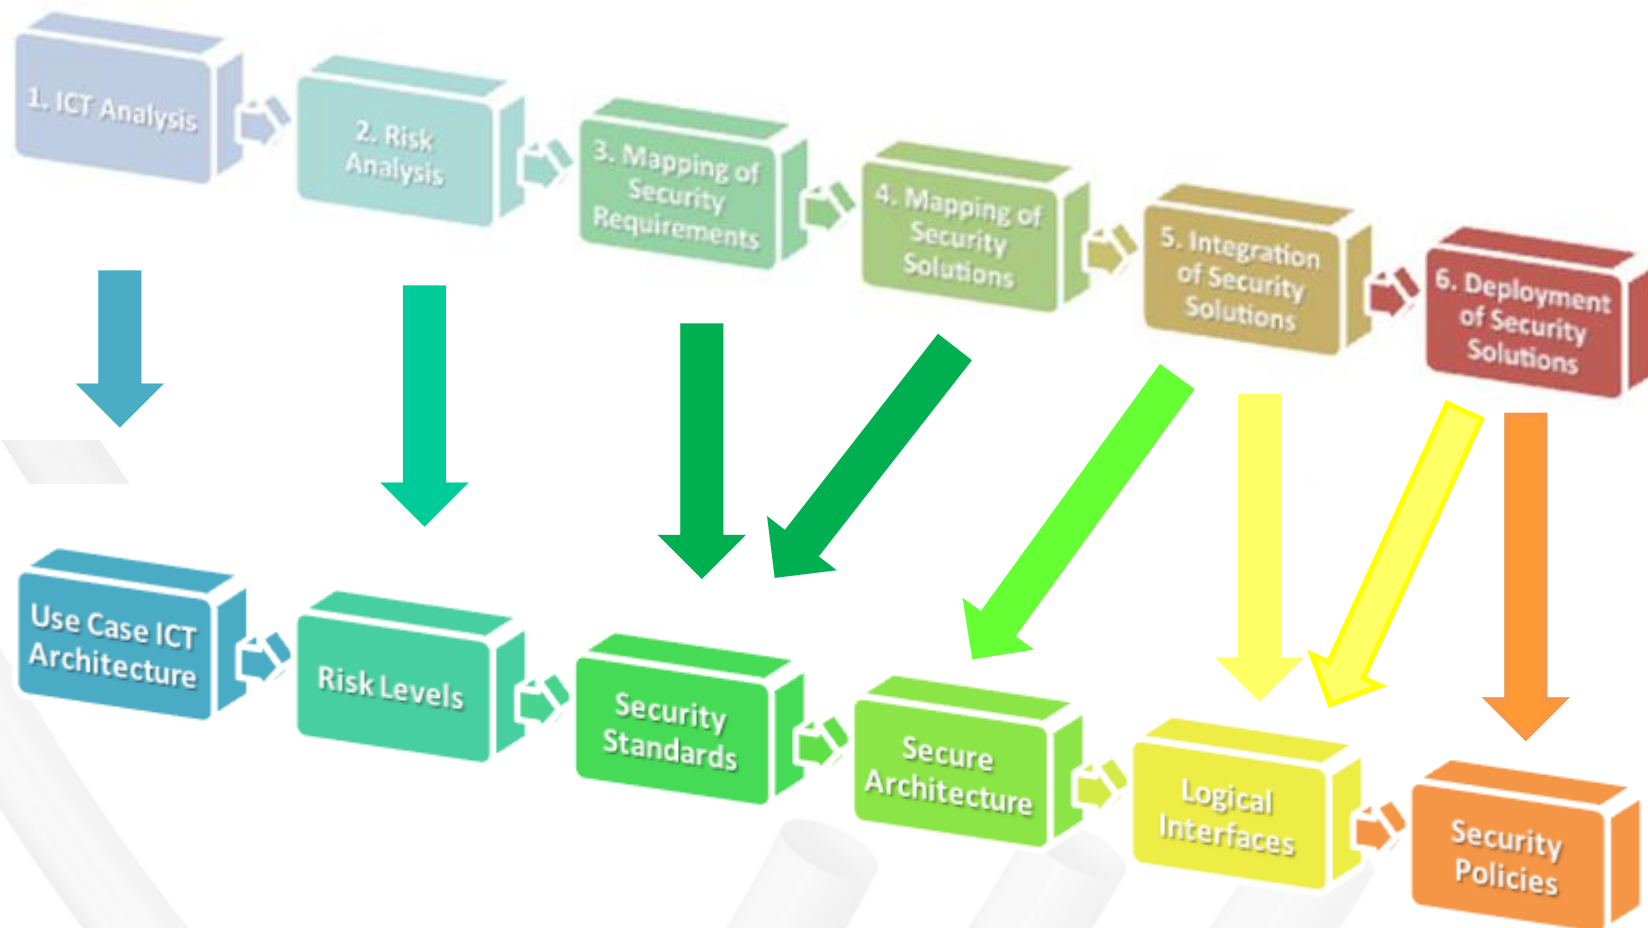 1. ICT Analysis
2. Risk
Analysis
3. Mapping of
Security
Requirements
4. Mapping of
Security
Solutions
5. Integration
of Security
Solutions
6. Deployment
of Security
Solutions
Use Case ICT
Architecture
Risk Levels
Security
Standards
Secure
Architecture
Logical
Interfaces
Security
Policies